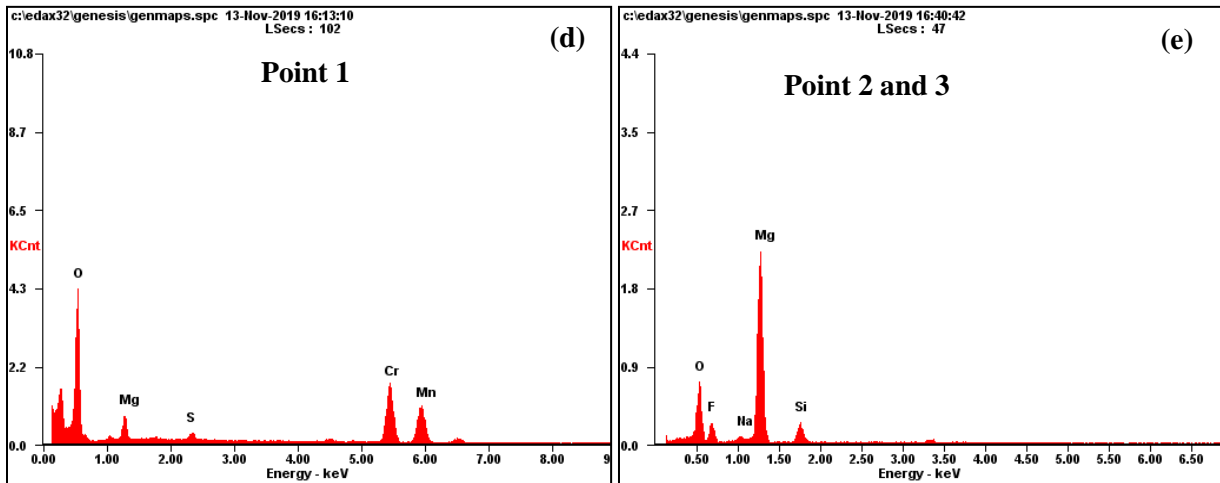 c:\edax32\genesis\genmaps.spc 13-Nov-2019 16:13:10
LSecs : 102
(d)
Point 1
10.8
8.7
6.5
KCnt
4.3
2.2
0.0
O
Mg
S
Cr
Mn
0.00 1.00 2.00 3.00 4.00 5.00 6.00 7.00 8.00 9
Energy - keV
c:\edax32\genesis\genmaps.spc 13-Nov-2019 16:40:42
LSecs : 47
(e)
Point 2 and 3
4.4
3.5
2.7
KCnt
1.8
0.9
0.0
O
F
Na
Mg
Si
0.50 1.00 1.50 2.00 2.50 3.00 3.50 4.00 4.50 5.00 5.50 6.00 6.50
Energy - keV